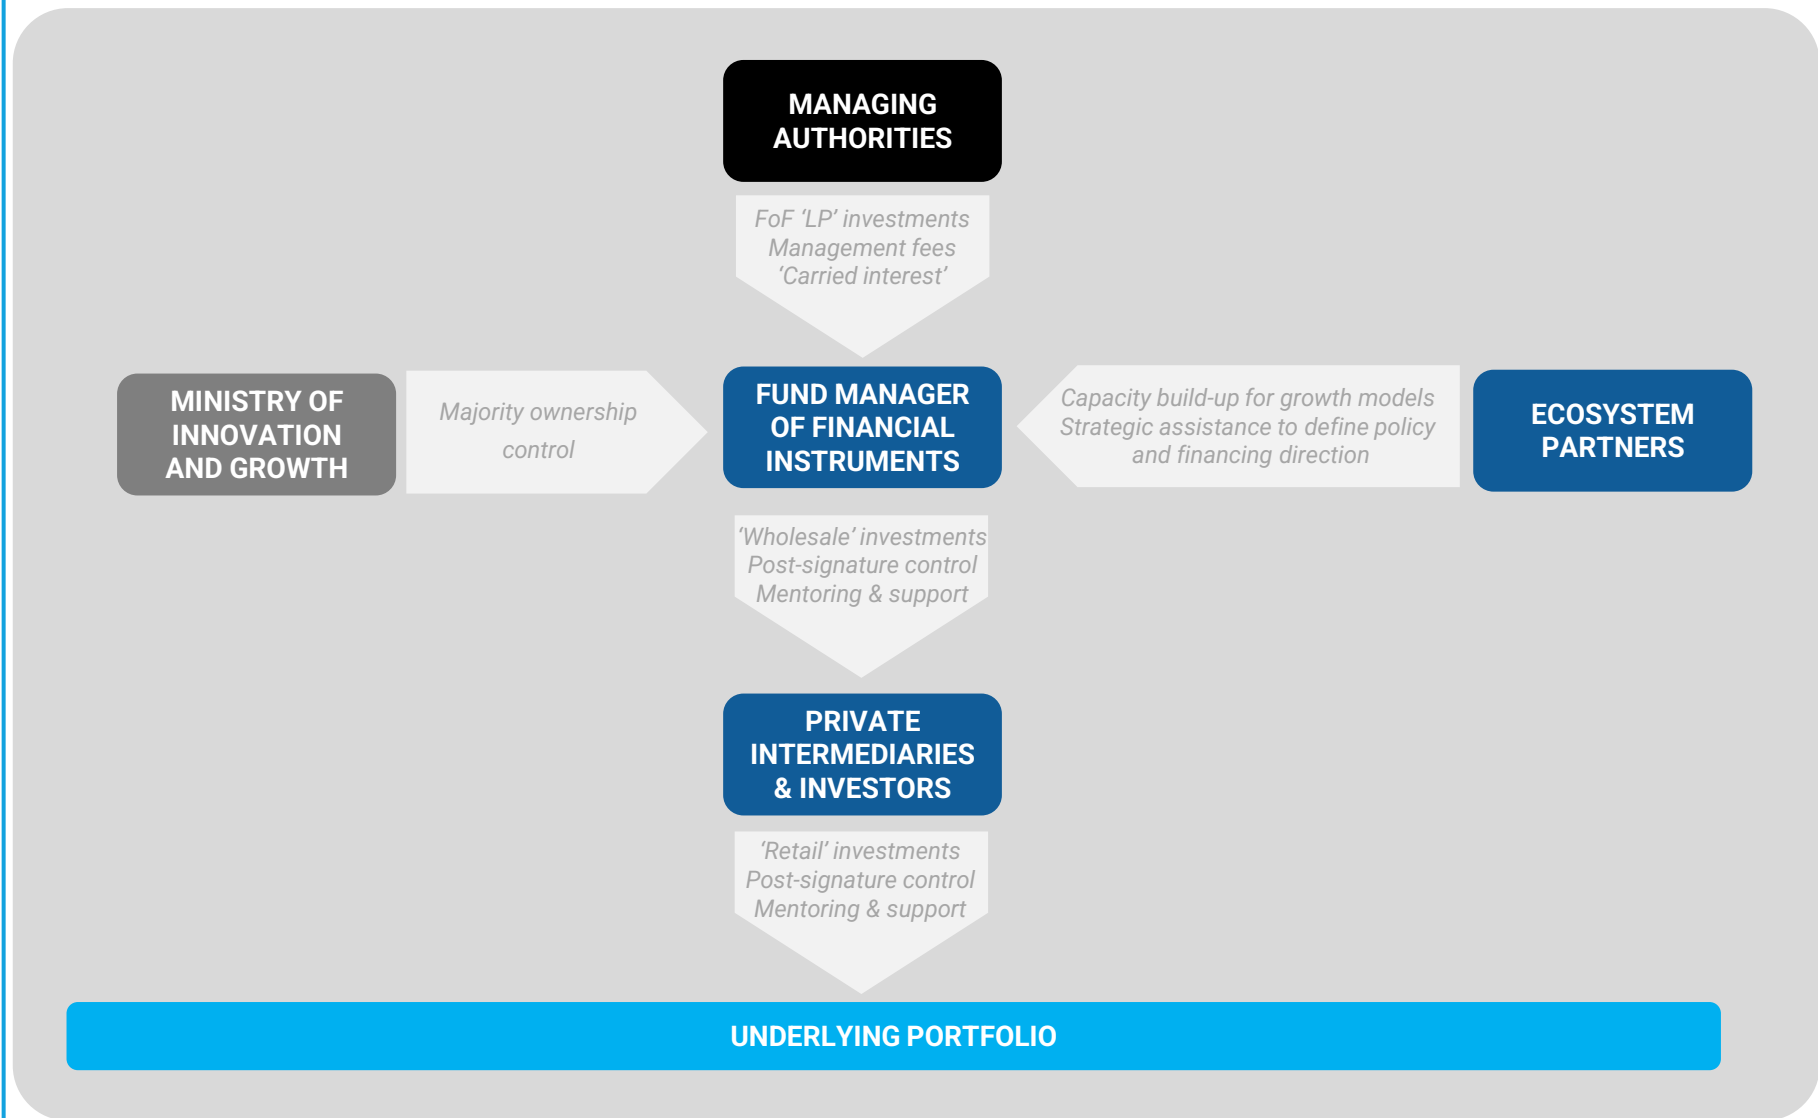 MANAGING
AUTHORITIES
FoF ‘LP’ investments
Management fees
‘Carried interest’
MINISTRY OF
INNOVATION
AND GROWTH
Majority ownership
control
FUND MANAGER
OF FINANCIAL
INSTRUMENTS
Capacity build-up for growth models
Strategic assistance to define policy
and financing direction
ECOSYSTEM
PARTNERS
‘Wholesale’ investments
Post-signature control
Mentoring & support
PRIVATE
INTERMEDIARIES
& INVESTORS
‘Retail’ investments
Post-signature control
Mentoring & support
UNDERLYING PORTFOLIO